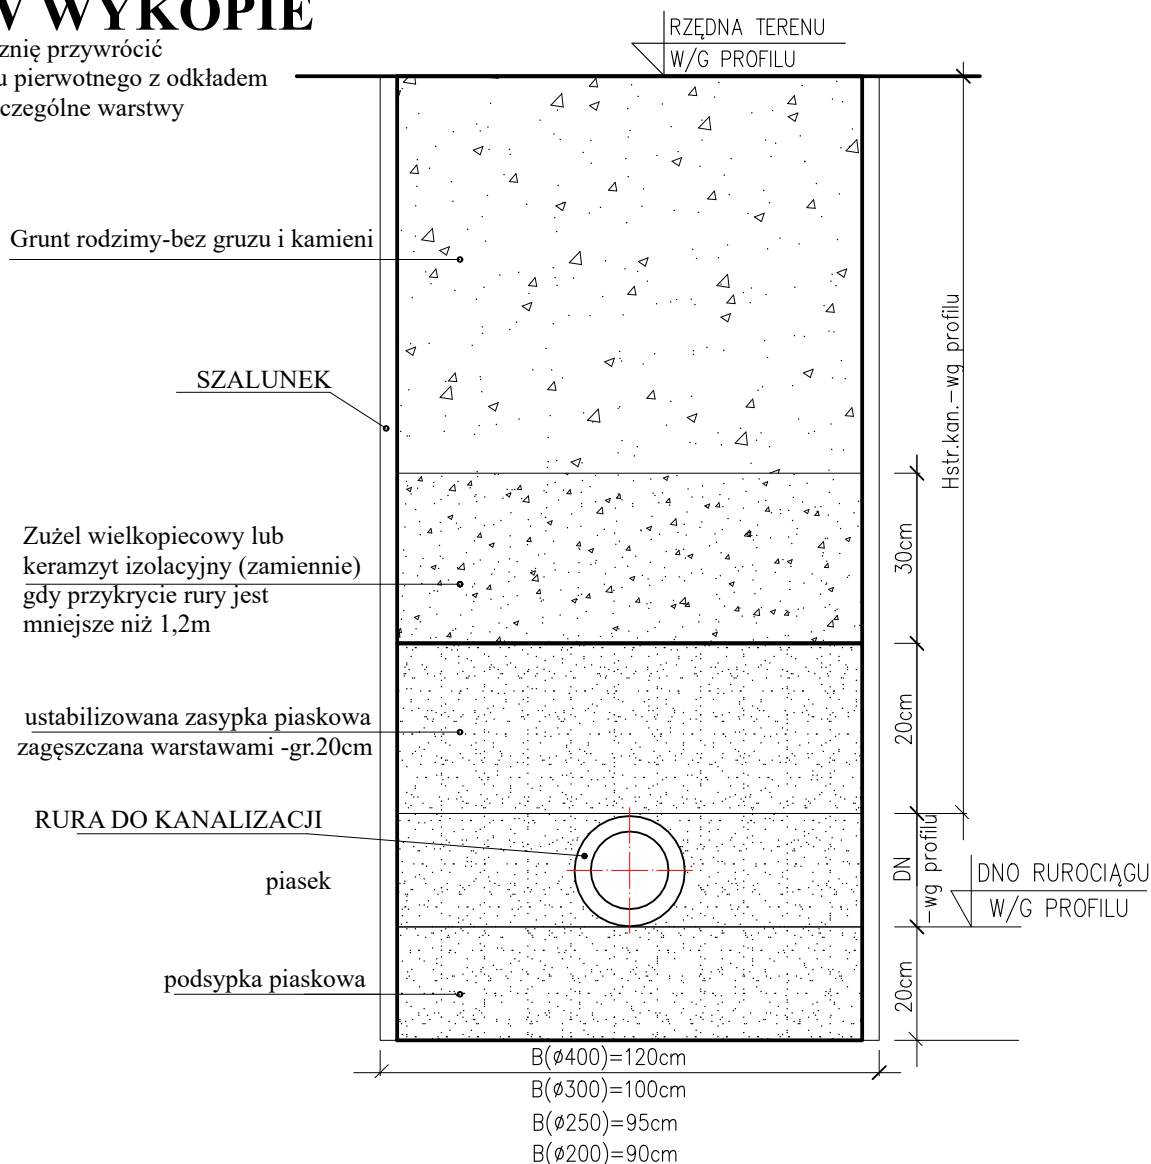 W WYKOPIE
znię przywrócić
u pierwotnego z odkładem
czególne warstwy
RZĘDNA TERENU
W/G PROFILU
Grunt rodzimy-bez gruzu i kamieni
SZALUNEK
Hstr.kan.-wg profilu
Zużel wielkopiecowy lub
keramzyt izolacyjny (zamiennie)
gdy przykrycie rury jest
mniejsze niż 1,2m
30cm
ustabilizowana zasypka piaskowa
zagęszczana warstawami -gr.20cm
20cm
RURA DO KANALIZACJI
piasek
DN
-wg profilu
DNO RUROCIĄGU
W/G PROFILU
podsypka piaskowa
20cm
B(ø400)=120cm
B(ø300)=100cm
B(ø250)=95cm
B(ø200)=90cm